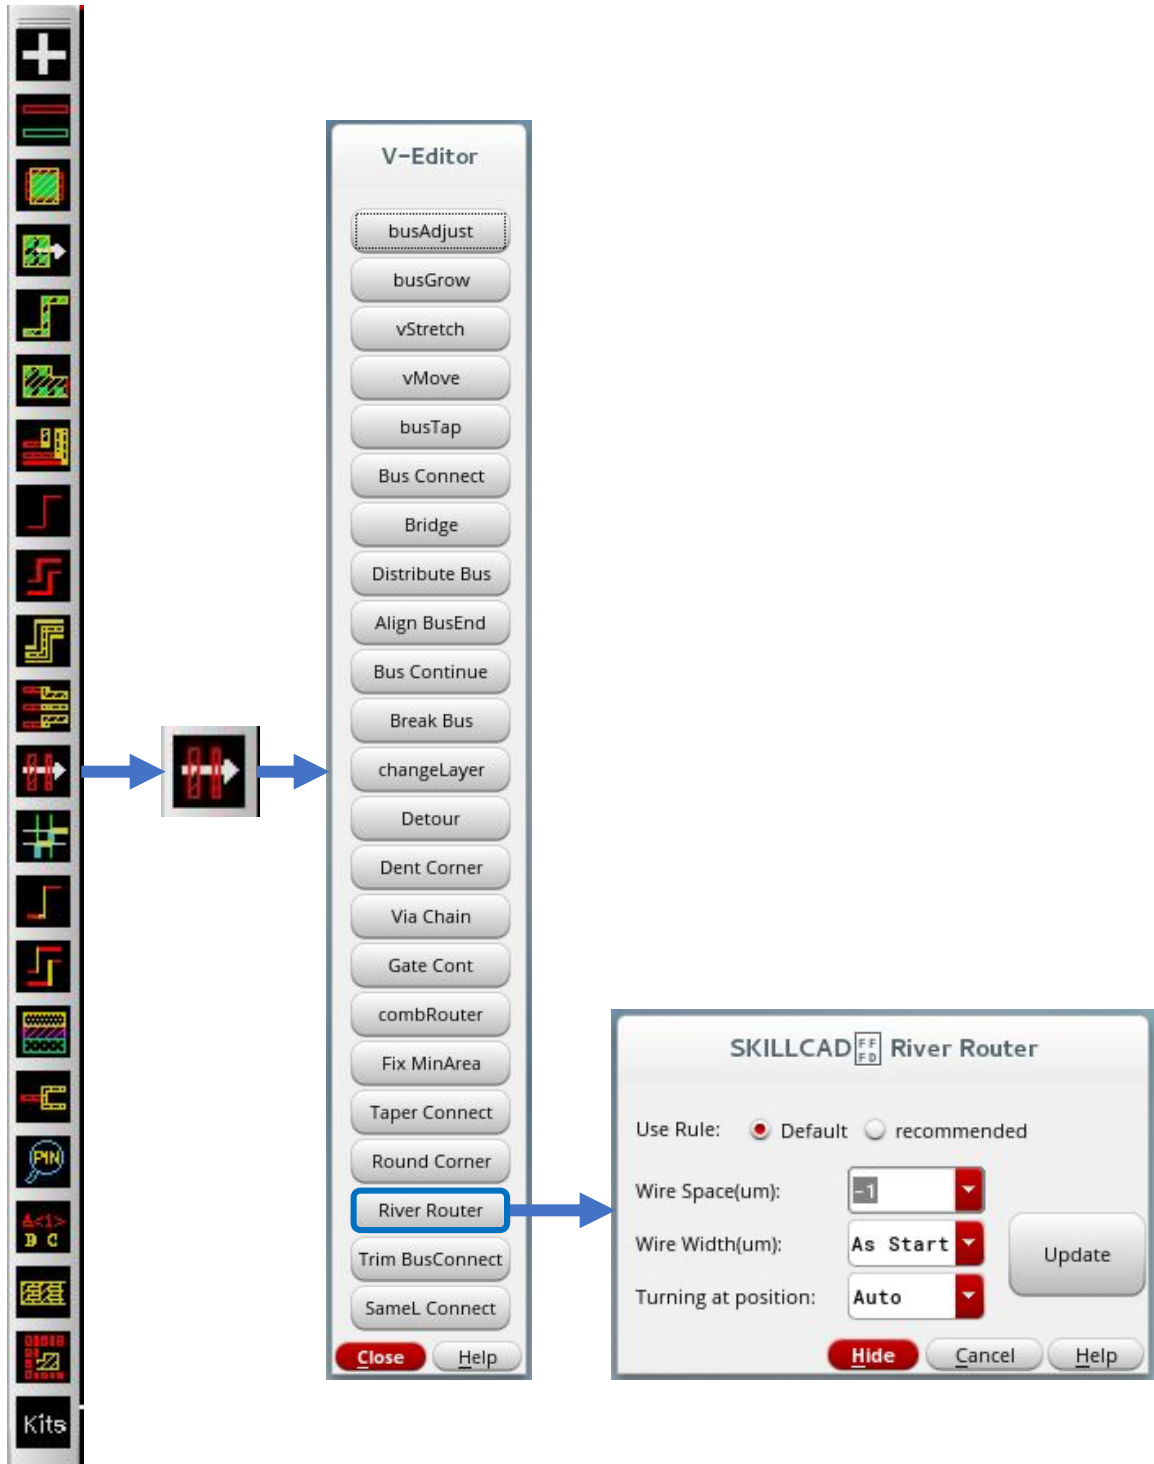 PIN
&<1>
B C
Kits
V-Editor
busAdjust
busGrow
vStretch
vMove
busTap
Bus Connect
Bridge
Distribute Bus
Align BusEnd
Bus Continue
Break Bus
changeLayer
Detour
Dent Corner
Via Chain
Gate Cont
combRouter
Fix MinArea
Taper Connect
Round Corner
River Router
Trim BusConnect
SameL Connect
Close Help
SKILLCAD River Router
Use Rule: Default recommended
Wire Space(um): -1
Wire Width(um): As Start
Update
Turning at position: Auto
Hide Cancel Help